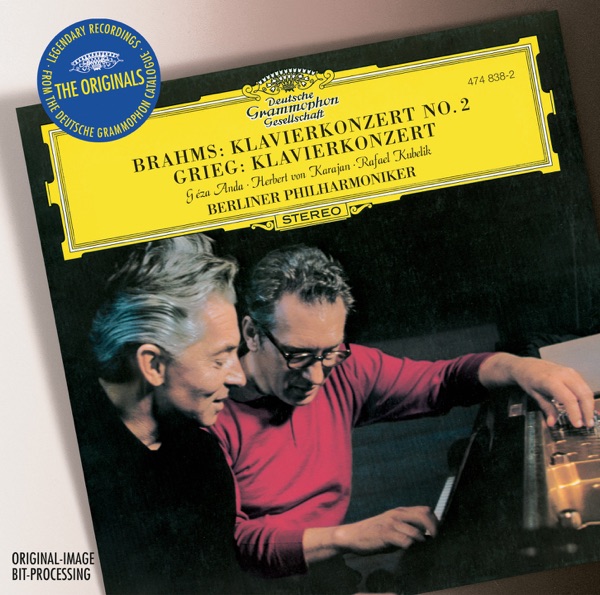 LEGENDARY RECORDINGS
THE ORIGINALS
FROM THE DEUTSCHE GRAMMOPHON CATALOGUE
474 838-2
Deutsche
Grammophon
Gesellschaft
BRAHMS: KLAVIERKONZERT NO. 2
GRIEG: KLAVIERKONZERT
Géza Anda · Herbert von Karajan · Rafael Kubelik
BERLINER PHILHARMONIKER
STEREO
ORIGINAL-IMAGE
BIT-PROCESSING